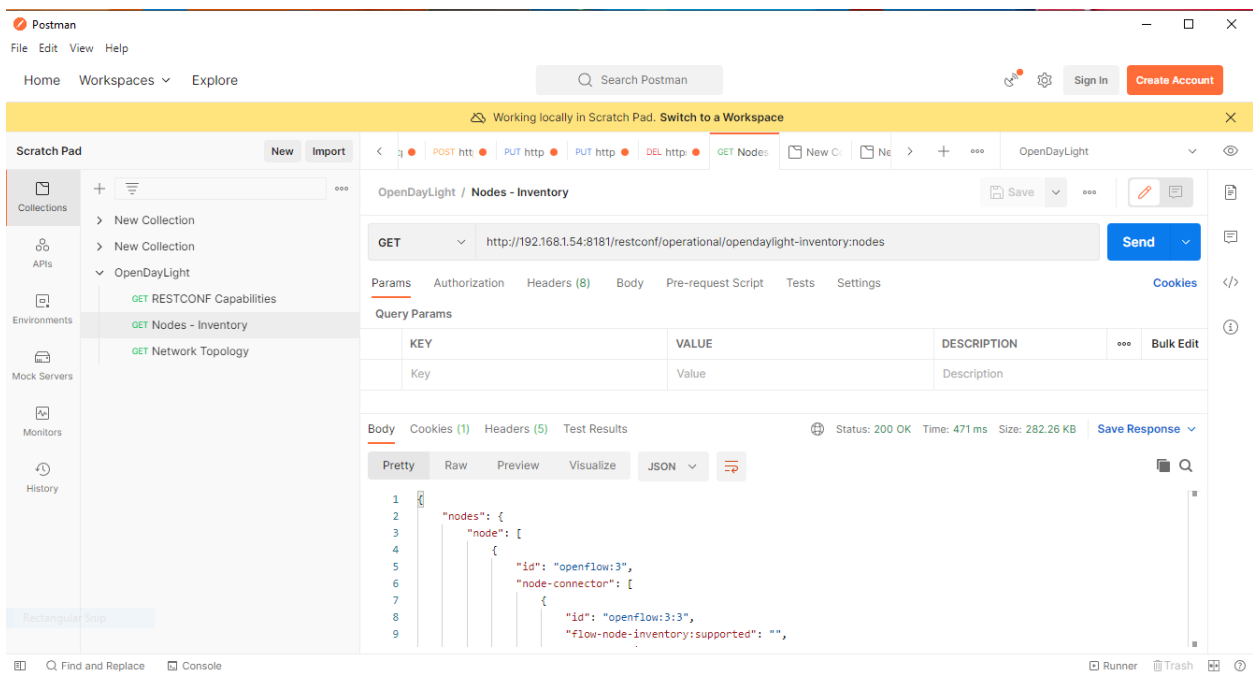 Postman
File Edit View Help
Home Workspaces Explore Search Postman Sign In Create Account
Working locally in Scratch Pad. Switch to a Workspace
Scratch Pad New Import
POST htt PUT http PUT http DEL http: GET Nodes New Co Ne OpenDayLight
Collections
APIs
Environments
Mock Servers
Monitors
History
New Collection
New Collection
OpenDayLight
GET RESTCONF Capabilities
GET Nodes - Inventory
GET Network Topology
OpenDayLight / Nodes - Inventory Save
GET http://192.168.1.54:8181/restconf/operational/opendaylight-inventory:nodes Send
Params Authorization Headers (8) Body Pre-request Script Tests Settings Cookies
Query Params
KEY VALUE DESCRIPTION Bulk Edit
Key Value Description
Body Cookies (1) Headers (5) Test Results Status: 200 OK Time: 471 ms Size: 282.26 KB Save Response
Pretty Raw Preview Visualize JSON
1 {
2 "nodes": {
3 "node": [
4 {
5 "id": "openflow:3",
6 "node-connector": [
7 {
8 "id": "openflow:3:3",
9 "flow-node-inventory:supported": "",
Rectangular Snip
Find and Replace Console Runner Trash